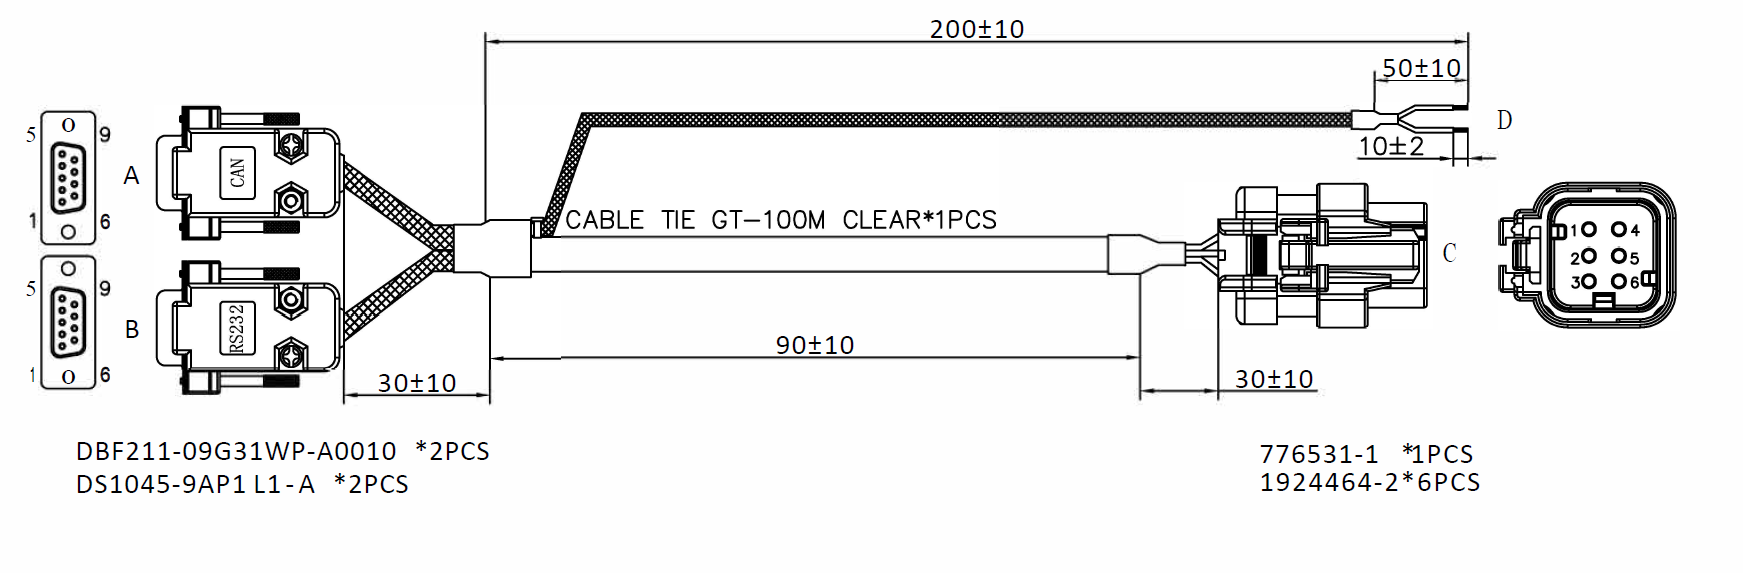 200±10
50±10
D
10±2
5 O 9
A
CAN
1 6
CABLE TIE GT-100M CLEAR*1PCS
C
1 4
2 5
3 6
5 9
B
RS232
1 O 6
90±10
30±10
30±10
DBF211-09G31WP-A0010 *2PCS
DS1045-9AP1 L1-A *2PCS
776531-1 *1PCS
1924464-2*6PCS